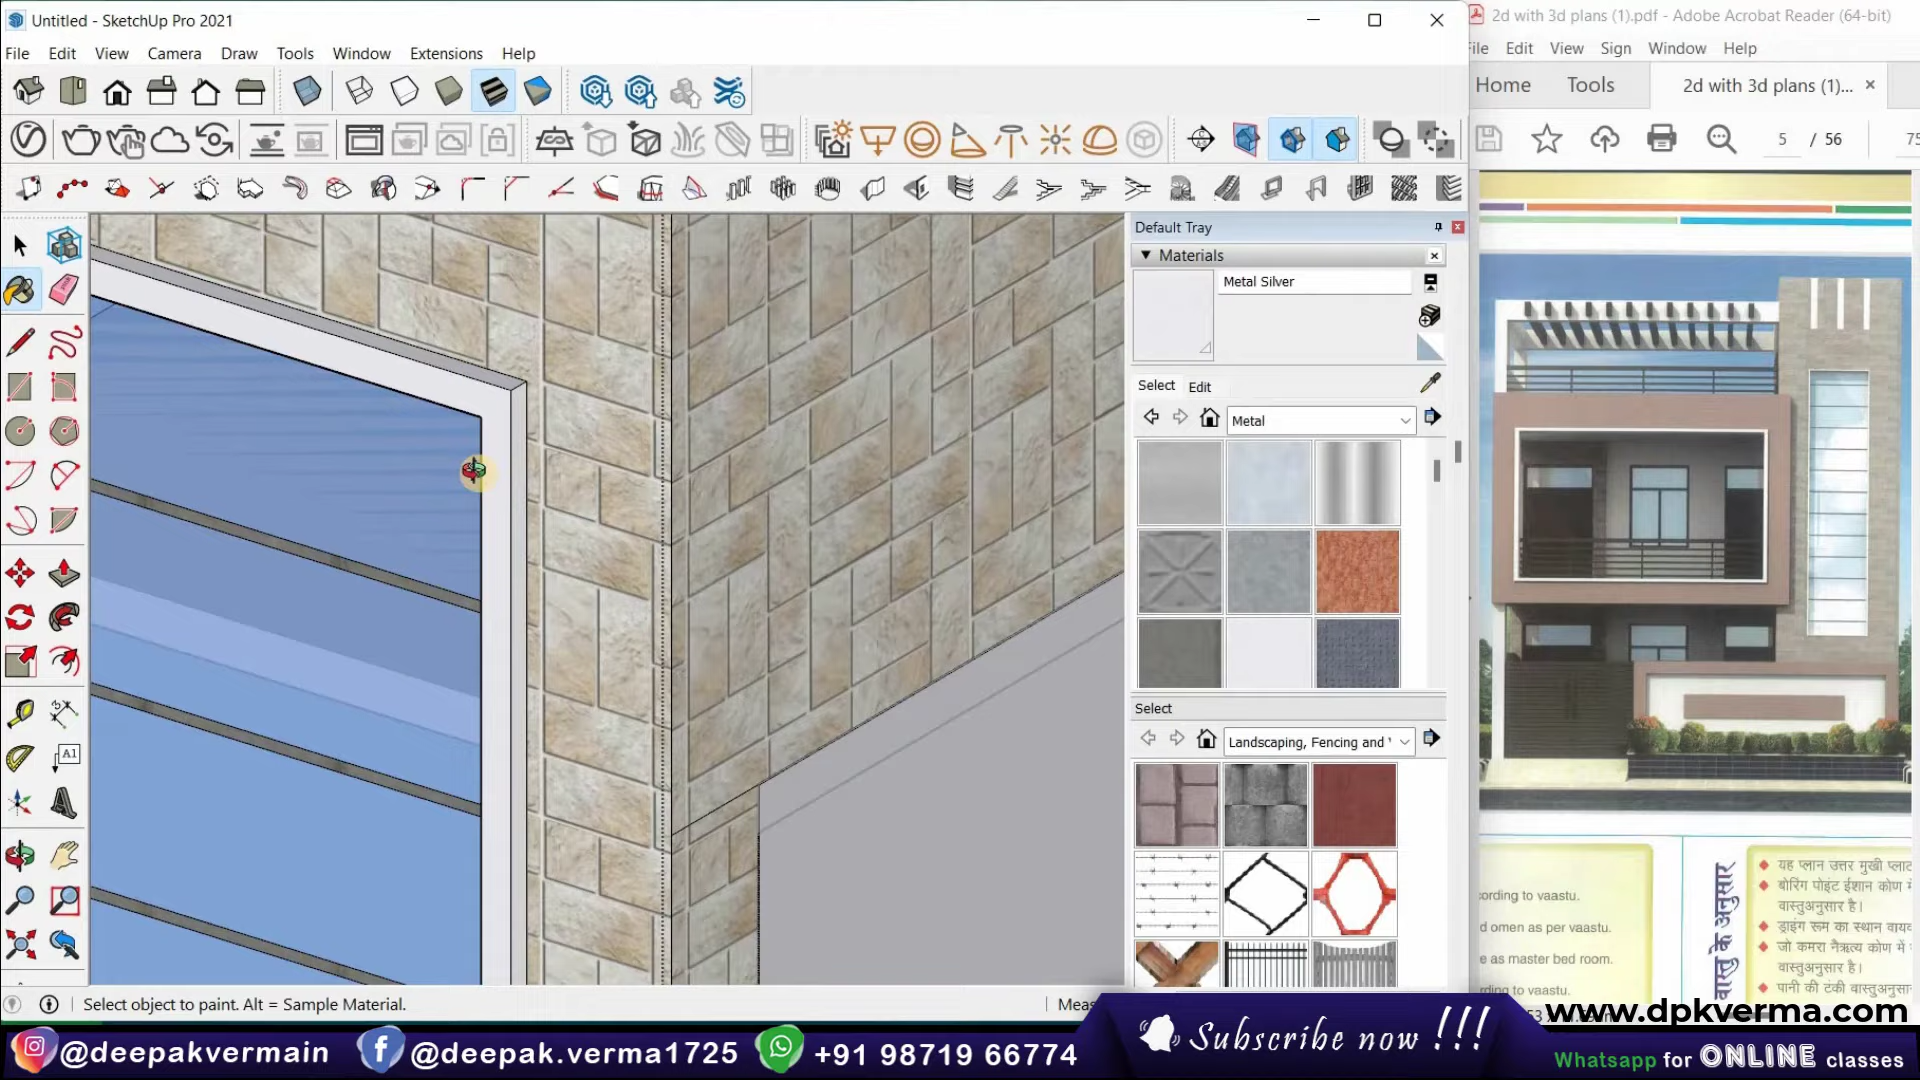 Untitled - SketchUp Pro 2021
File Edit View Camera Draw Tools Window Extensions Help
Default Tray
Materials
Metal Silver
Select Edit
Metal
Select
Landscaping, Fencing and
Select object to paint. Alt = Sample Material.
2d with 3d plans (1).pdf - Adobe Acrobat Reader (64-bit)
File Edit View Sign Window Help
Home Tools 2d with 3d plans (1)...
5 / 56
cording to vaastu.
d omen as per vaastu.
e as master bed room.
rding to vaastu.
वास्तु के अनुसार
यह प्लान उत्तर मुखी प्लाट
बोरिंग पोइंट ईशान कोण में
वास्तुअनुसार है।
ड्राइंग रूम का स्थान वायव
जो कमरा नैऋत्य कोण में
वास्तुअनुसार है।
पानी की टंकी वास्तुअनुसा
www.dpkverma.com
@deepakvermain @deepak.verma1725 +91 98719 66774
Subscribe now !!!
Whatsapp for ONLINE classes